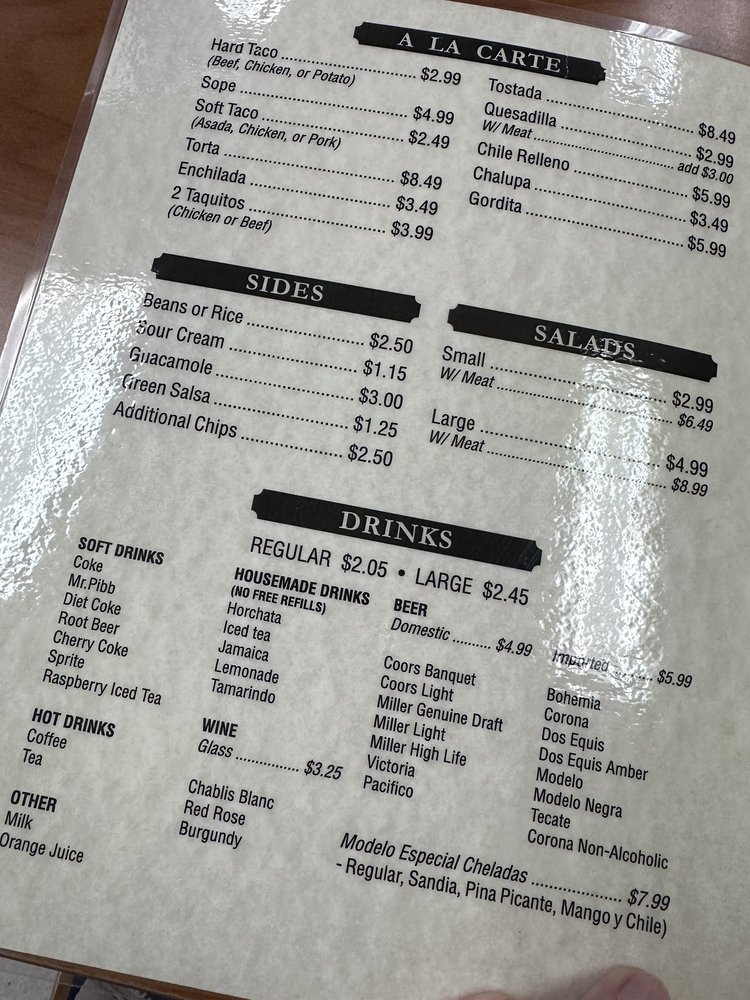 A LA CARTE
Hard Taco ........ $2.99
(Beef, Chicken, or Potato)
Sope ........ $4.99
Soft Taco ........ $2.49
(Asada, Chicken, or Pork)
Torta ........ $8.49
Enchilada ........ $3.49
2 Taquitos ........ $3.99
(Chicken or Beef)
Tostada ........ $8.49
Quesadilla ........ $2.99
W/ Meat ........ add $3.00
Chile Relleno ........ $5.99
Chalupa ........ $3.49
Gordita ........ $5.99
SIDES
Beans or Rice ........ $2.50
Sour Cream ........ $1.15
Guacamole ........ $3.00
Green Salsa ........ $1.25
Additional Chips ........ $2.50
SALADS
Small ........ $2.99
W/ Meat ........ $6.49
Large ........ $4.99
W/ Meat ........ $8.99
DRINKS
REGULAR $2.05 • LARGE $2.45
SOFT DRINKS
Coke
Mr.Pibb
Diet Coke
Root Beer
Cherry Coke
Sprite
Raspberry Iced Tea
HOT DRINKS
Coffee
Tea
OTHER
Milk
Orange Juice
HOUSEMADE DRINKS
(NO FREE REFILLS)
Horchata
Iced tea
Jamaica
Lemonade
Tamarindo
WINE
Glass ........ $3.25
Chablis Blanc
Red Rose
Burgundy
BEER
Domestic ........ $4.99
Coors Banquet
Coors Light
Miller Genuine Draft
Miller Light
Miller High Life
Victoria
Pacifico
Imported ........ $5.99
Bohemia
Corona
Dos Equis
Dos Equis Amber
Modelo
Modelo Negra
Tecate
Corona Non-Alcoholic
Modelo Especial Cheladas ........ $7.99
- Regular, Sandia, Pina Picante, Mango y Chile)